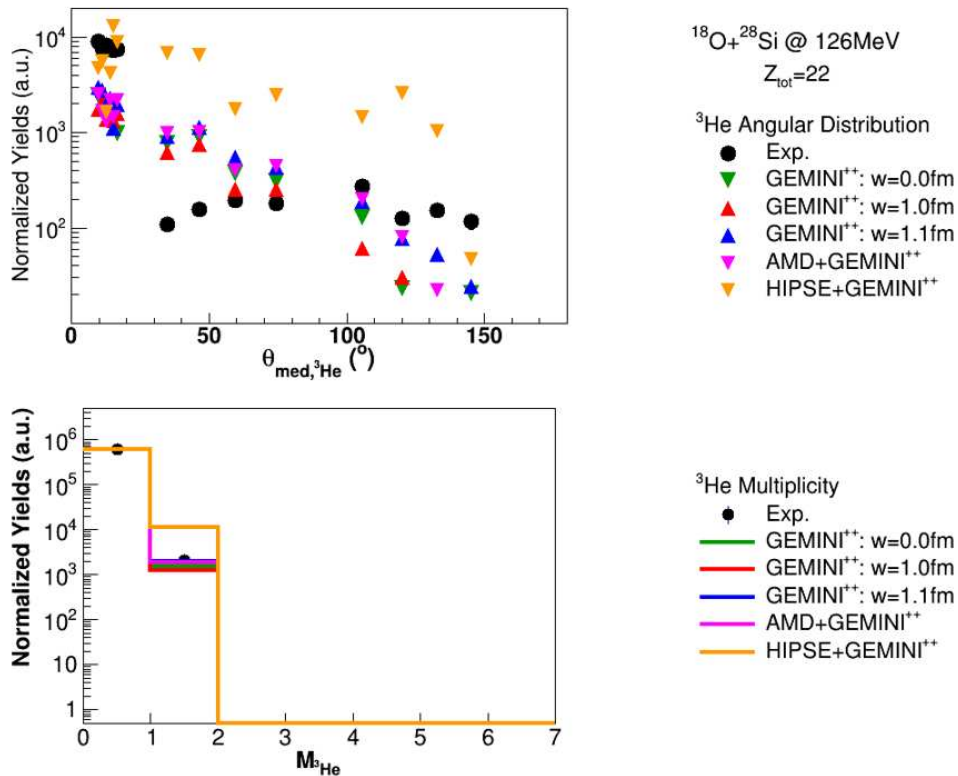 Normalized Yields (a.u.)
10⁴
10³
10²
0
50
100
150
θmed,³He (°)
¹⁸O+²⁸Si @ 126MeV
Ztot=22
³He Angular Distribution
Exp.
GEMINI⁺⁺: w=0.0fm
GEMINI⁺⁺: w=1.0fm
GEMINI⁺⁺: w=1.1fm
AMD+GEMINI⁺⁺
HIPSE+GEMINI⁺⁺
Normalized Yields (a.u.)
10⁶
10⁵
10⁴
10³
10²
10
1
0 1 2 3 4 5 6 7
M³He
³He Multiplicity
Exp.
GEMINI⁺⁺: w=0.0fm
GEMINI⁺⁺: w=1.0fm
GEMINI⁺⁺: w=1.1fm
AMD+GEMINI⁺⁺
HIPSE+GEMINI⁺⁺